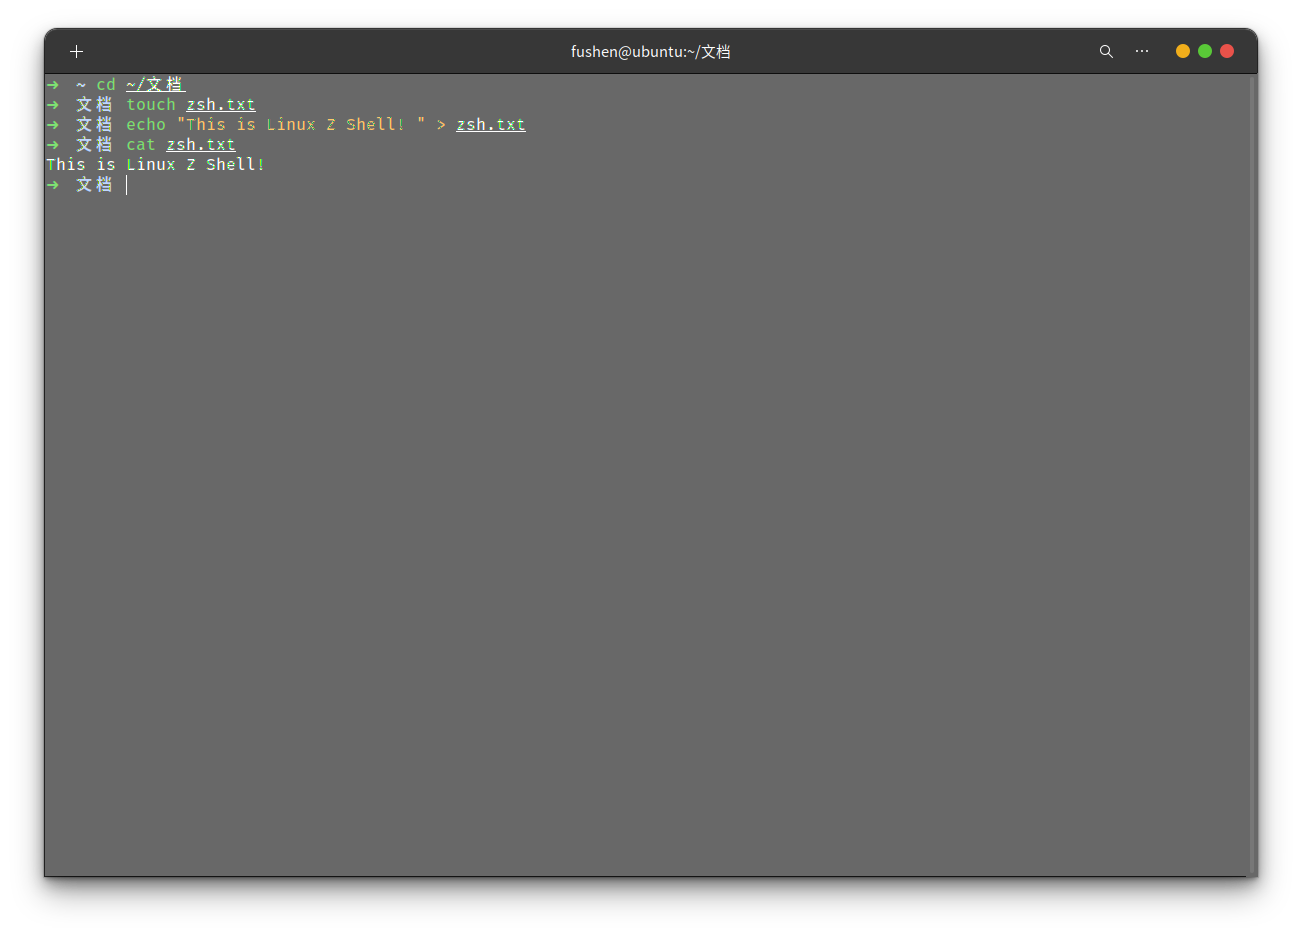 fushen@ubuntu:~/文档
➜  ~ cd ~/文档
➜  文档 touch zsh.txt
➜  文档 echo "This is Linux Z Shell! " > zsh.txt
➜  文档 cat zsh.txt
This is Linux Z Shell!
➜  文档